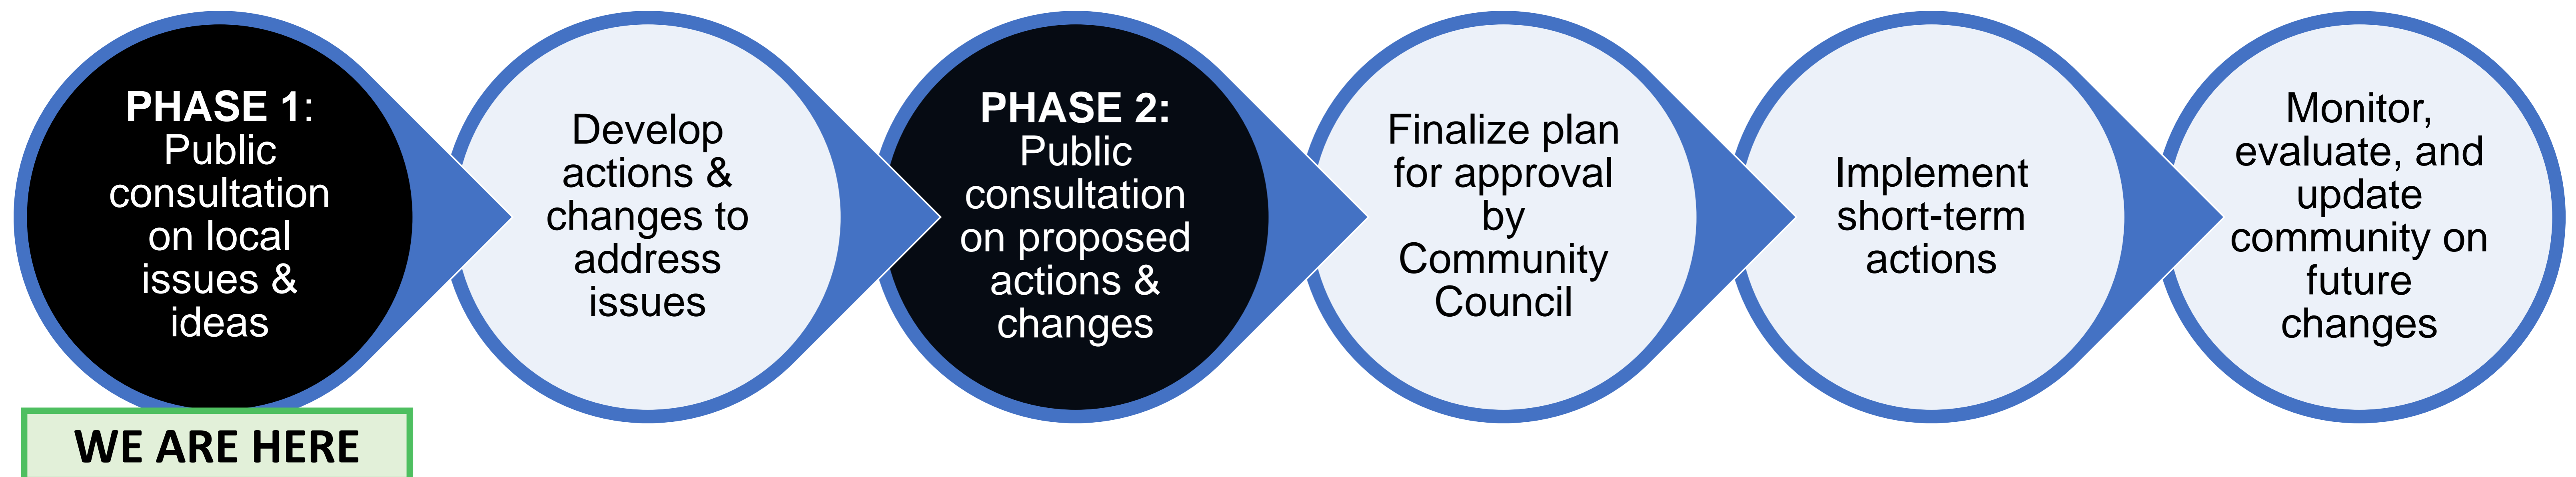 PHASE 1:
Public
consultation
on local
issues &
ideas
WE ARE HERE
Develop
actions &
changes to
address
issues
PHASE 2:
Public
consultation
on proposed
actions &
changes
Finalize plan
for approval
by
Community
Council
Implement
short-term
actions
Monitor,
evaluate, and
update
community on
future
changes